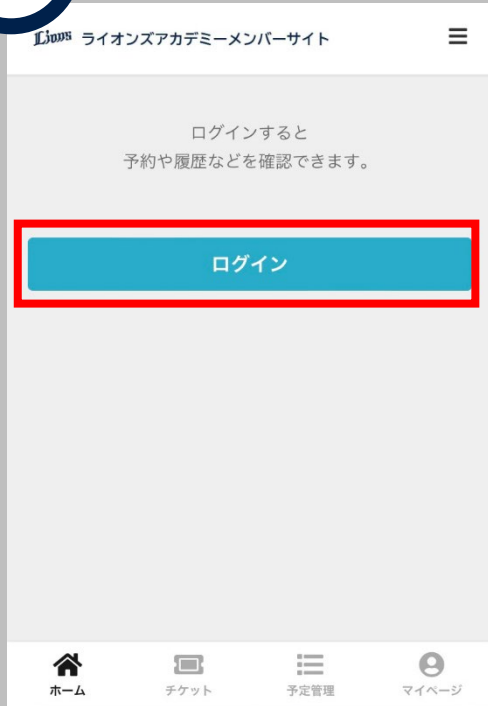 Lions ライオンズアカデミーメンバーサイト
ログインすると
予約や履歴などを確認できます。
ログイン
ホーム チケット 予定管理 マイページ